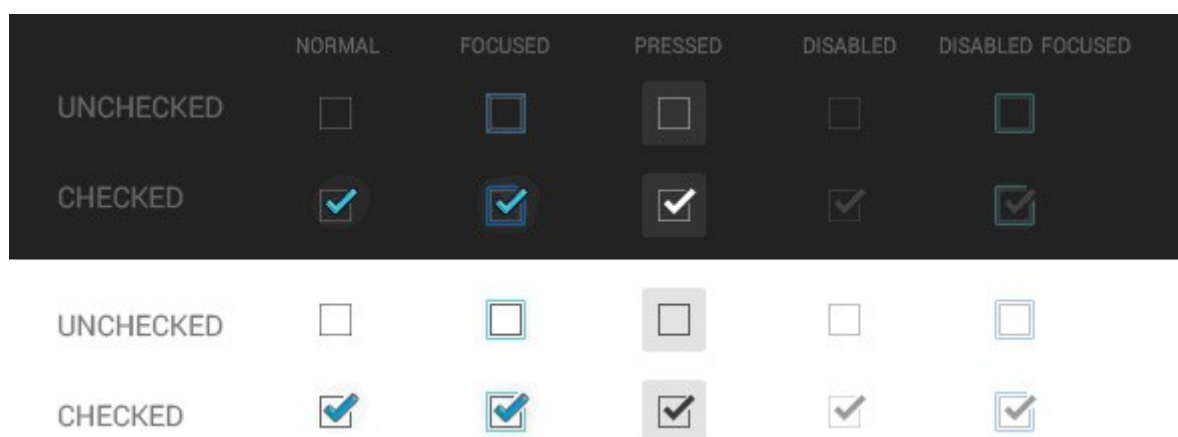 NORMAL FOCUSED PRESSED DISABLED DISABLED FOCUSED
UNCHECKED
CHECKED
UNCHECKED
CHECKED